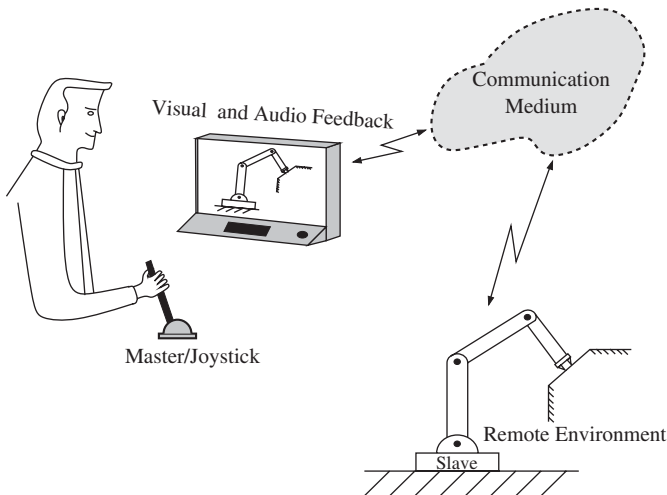 Communication
Medium
Visual and Audio Feedback
Master/Joystick
Remote Environment
Slave